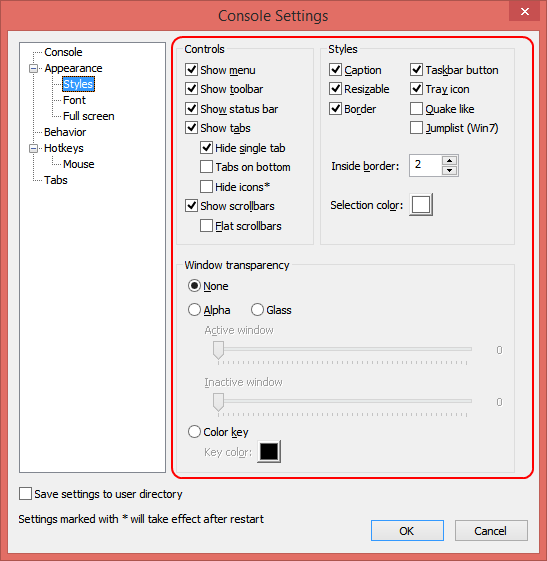 Console Settings
Console
Appearance
Styles
Font
Full screen
Behavior
Hotkeys
Mouse
Tabs
Controls
Show menu
Show toolbar
Show status bar
Show tabs
Hide single tab
Tabs on bottom
Hide icons*
Show scrollbars
Flat scrollbars
Styles
Caption
Taskbar button
Resizable
Tray icon
Border
Quake like
Jumplist (Win7)
Inside border: 2
Selection color:
Window transparency
None
Alpha
Glass
Active window
0
Inactive window
0
Color key
Key color:
Save settings to user directory
Settings marked with * will take effect after restart
OK
Cancel